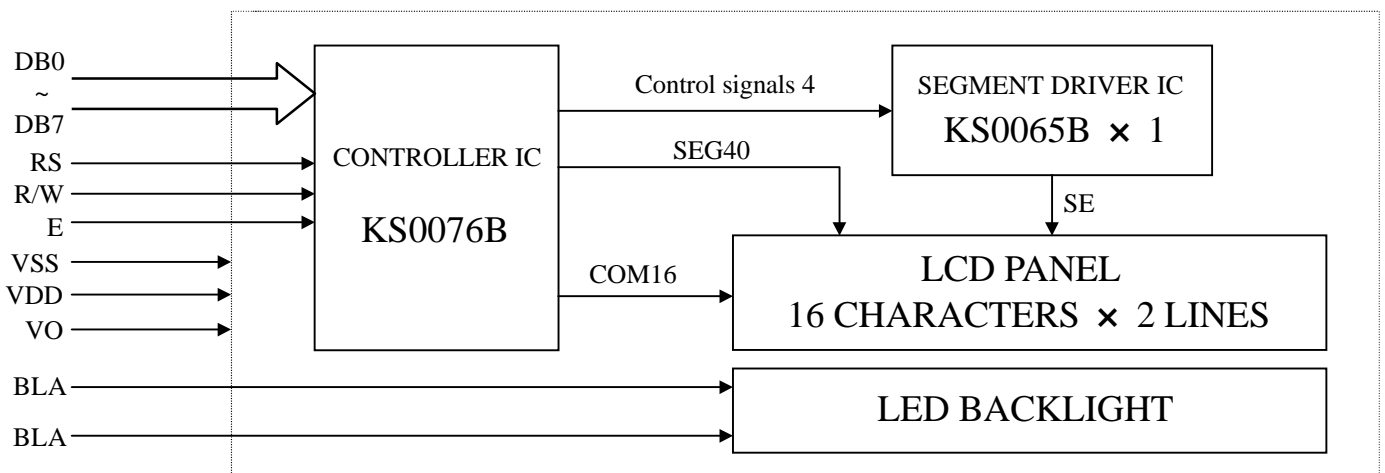 DB0
~
DB7
RS
R/W
E
VSS
VDD
VO
BLA
BLA
CONTROLLER IC
KS0076B
Control signals 4
SEG40
COM16
SEGMENT DRIVER IC
KS0065B × 1
SE
LCD PANEL
16 CHARACTERS × 2 LINES
LED BACKLIGHT